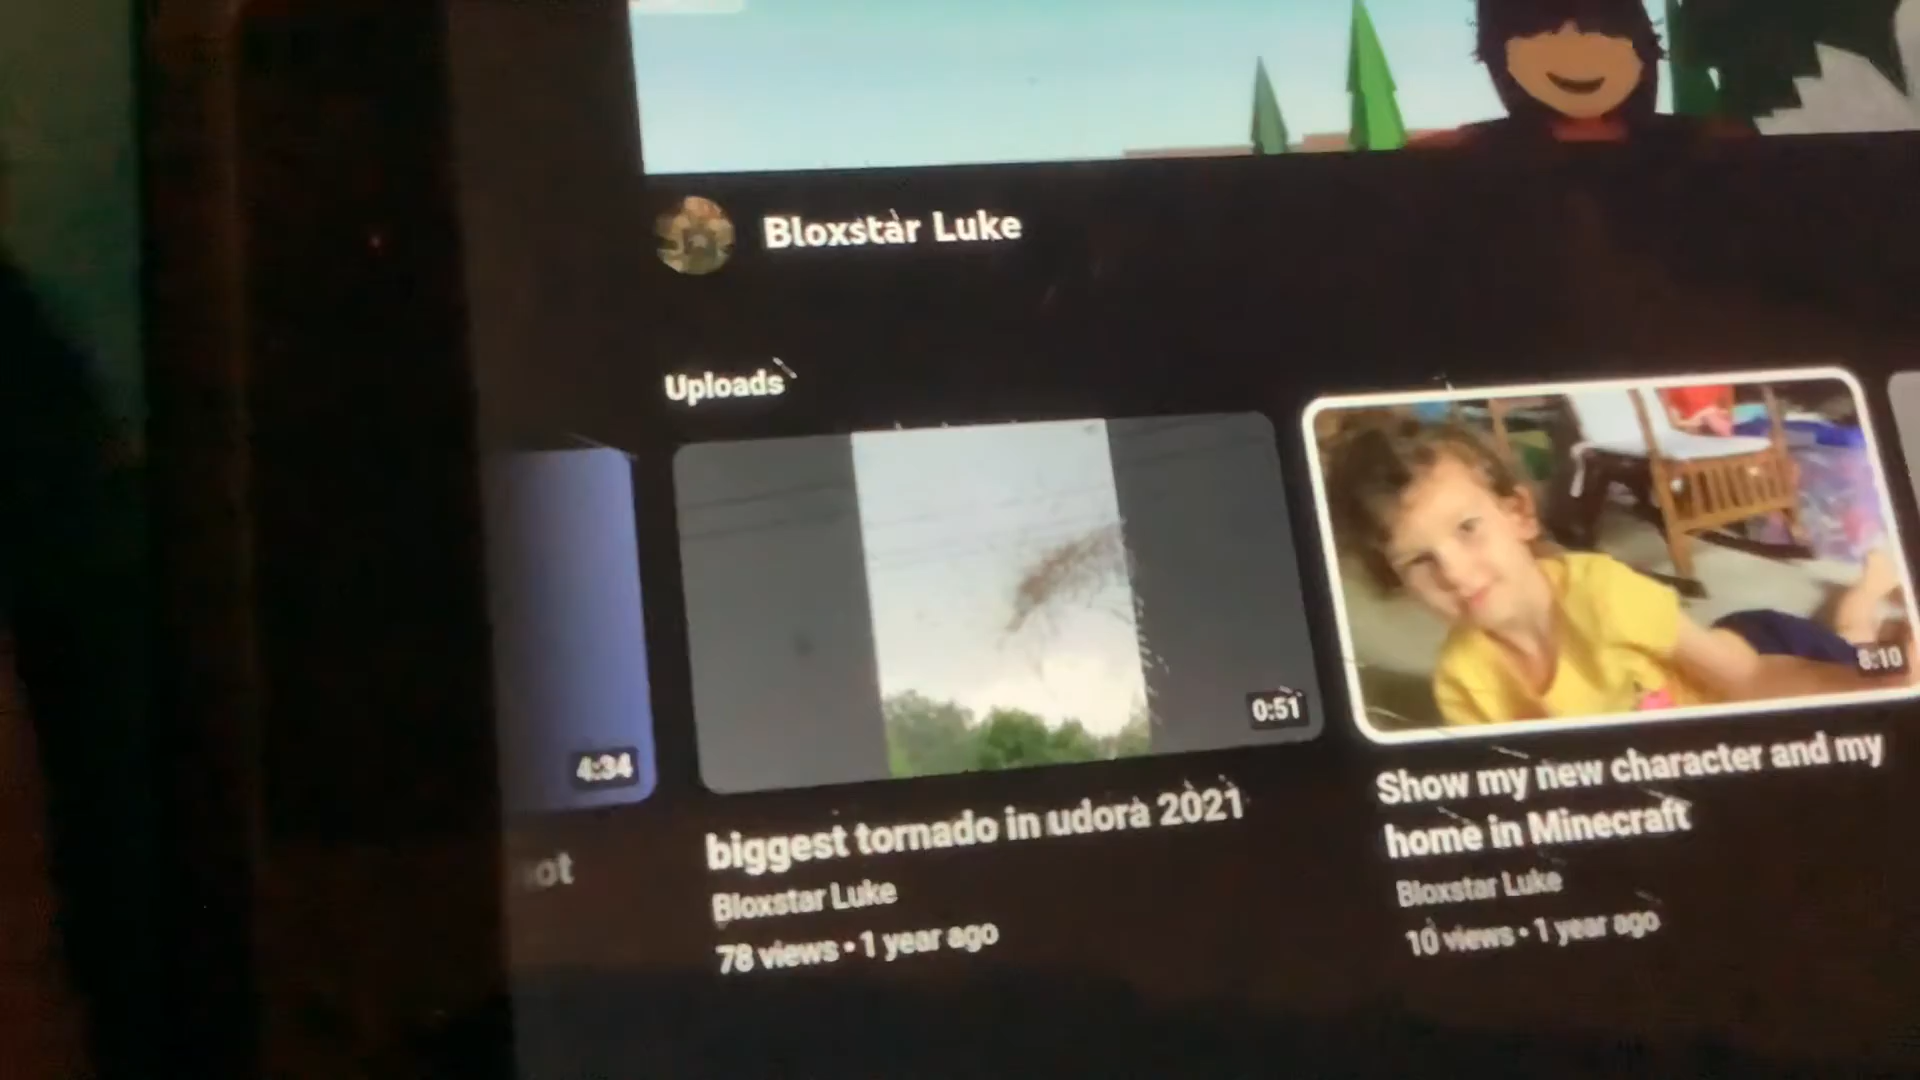 Bloxstar Luke
Uploads
4:34
0:51
8:10
biggest tornado in udora 2021
Bloxstar Luke
78 views • 1 year ago
Show my new character and my
home in Minecraft
Bloxstar Luke
10 views • 1 year ago